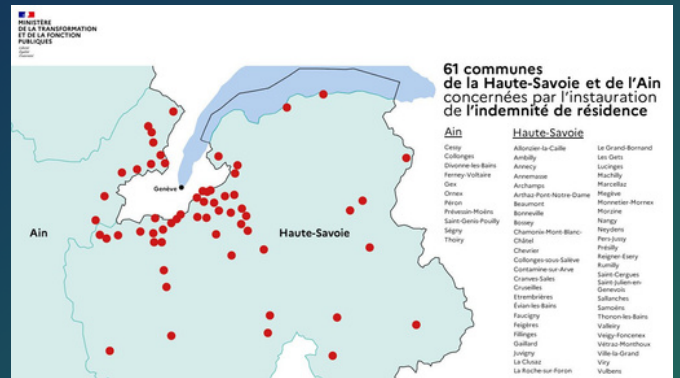 MINISTÈRE
DE LA TRANSFORMATION
ET DE LA FONCTION
PUBLIQUES
61 communes
de la Haute-Savoie et de l'Ain
concernées par l'instauration
de l'indemnité de résidence
Genève
Ain
Haute-Savoie
Ain
Cessy
Collonges
Divonne-les-Bains
Ferney-Voltaire
Gex
Ornex
Péron
Prévessin-Moëns
Saint-Genis-Pouilly
Ségny
Thoiry
Haute-Savoie
Allonzier-la-Caille
Ambilly
Annecy
Annemasse
Archamps
Arthaz-Pont-Notre-Dame
Beaumont
Bonneville
Bossey
Chamonix-Mont-Blanc-
Châtel
Chevrier
Collonges-sous-Salève
Contamine-sur-Arve
Cranves-Sales
Cruseilles
Etrembières
Évian-les-Bains
Faucigny
Feigères
Fillinges
Gaillard
Juvigny
La Clusaz
La Roche-sur-Foron
Le Grand-Bornand
Les Gets
Lucinges
Machilly
Marcellaz
Megève
Monnetier-Mornex
Morzine
Nangy
Neydens
Pers-Jussy
Présilly
Reignier-Esery
Rumilly
Saint-Cergues
Saint-Julien-en
Genevois
Sallanches
Samoëns
Thonon-les-Bains
Valleiry
Veigy-Foncenex
Vétraz-Monthoux
Ville-la-Grand
Viry
Vulbens